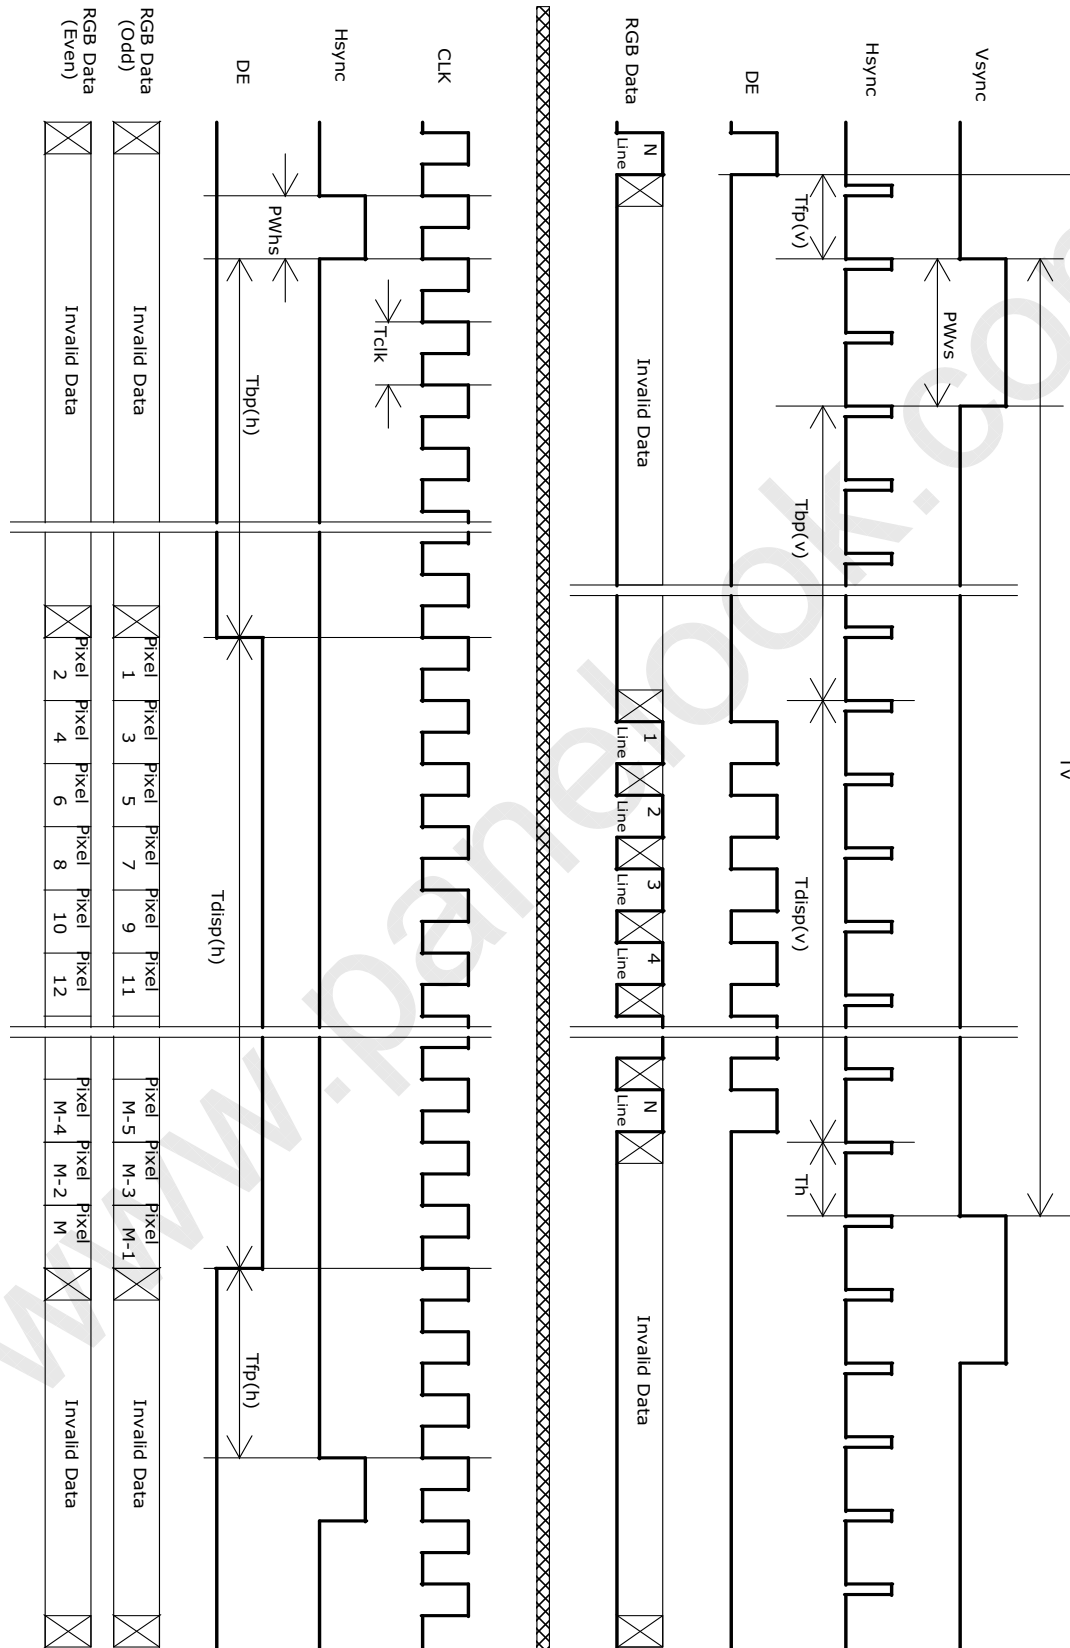 Tv
Vsync
PWvs
Hsync
Tfp(v)
Tbp(v)
Tdisp(v)
Th
DE
RGB Data
N
Line
Invalid Data
1
Line
2
Line
3
Line
4
Line
N
Line
Invalid Data
CLK
Tclk
Hsync
PWhs
Tbp(h)
Tdisp(h)
Tfp(h)
DE
RGB Data
(Odd)
Invalid Data
Pixel Pixel Pixel Pixel Pixel Pixel
1 3 5 7 9 11
Pixel Pixel Pixel
M-5 M-3 M-1
Invalid Data
RGB Data
(Even)
Invalid Data
Pixel Pixel Pixel Pixel Pixel Pixel
2 4 6 8 10 12
Pixel Pixel Pixel
M-4 M-2 M
Invalid Data
www.panelook.com